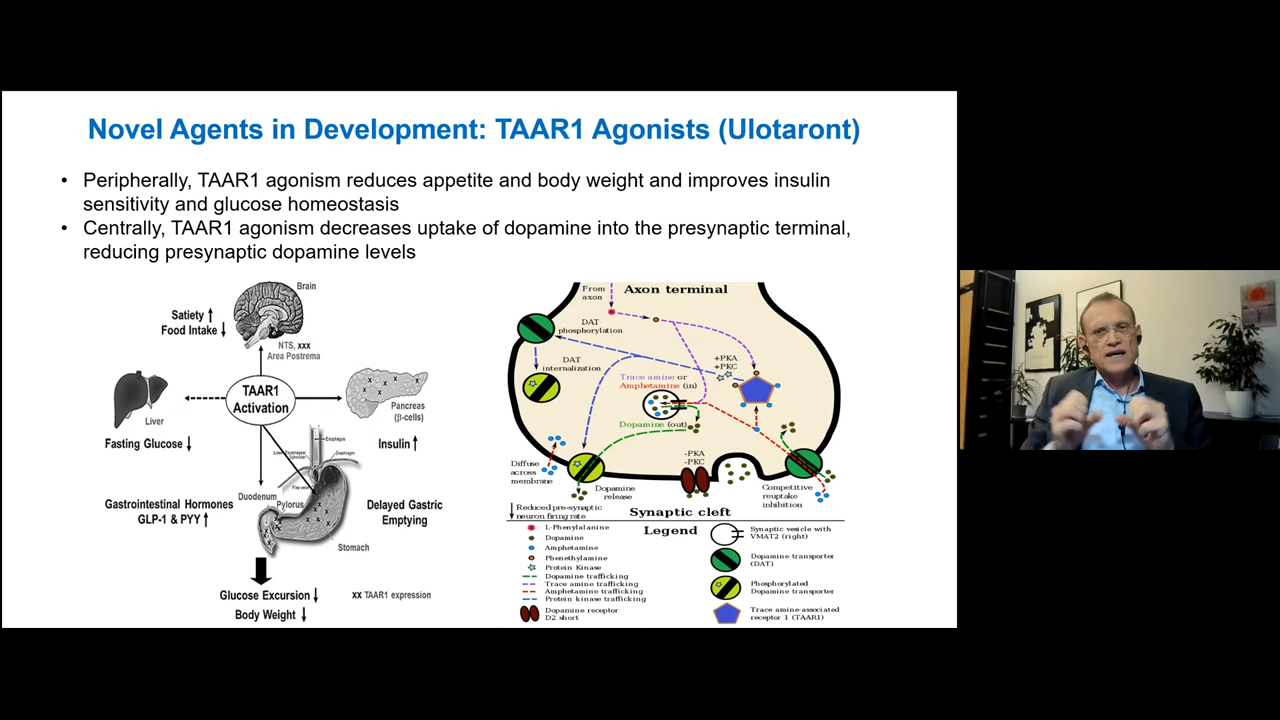 Novel Agents in Development: TAAR1 Agonists (Ulotaront)
• Peripherally, TAAR1 agonism reduces appetite and body weight and improves insulin
sensitivity and glucose homeostasis
• Centrally, TAAR1 agonism decreases uptake of dopamine into the presynaptic terminal,
reducing presynaptic dopamine levels
Brain
Satiety ↑
Food Intake ↓
NTS, xxx
Area Postrema
TAAR1
Activation
Liver
Fasting Glucose ↓
Pancreas
(β-cells)
Insulin ↑
Esophagus
Diaphragm
Duodenum
Pylorus
Gastrointestinal Hormones
GLP-1 & PYY ↑
Delayed Gastric
Emptying
Stomach
Glucose Excursion ↓
Body Weight ↓
xx TAAR1 expression
From
axon
Axon terminal
DAT
phosphorylation
DAT
internalization
+PKA
+PKC
Trace amine or
Amphetamine (in)
Dopamine (out)
-PKA
-PKC
Diffuse
across
membrane
Dopamine
release
Competitive
reuptake
inhibition
↓ Reduced pre-synaptic
neuron firing rate
Synaptic cleft
Legend
L-Phenylalanine
Dopamine
Amphetamine
Phenethylamine
Protein Kinase
Dopamine trafficking
Trace amine trafficking
Amphetamine trafficking
Protein kinase trafficking
Dopamine receptor
D2 short
Synaptic vesicle with
VMAT2 (right)
Dopamine transporter
(DAT)
Phosphorylated
Dopamine transporter
Trace amine-associated
receptor 1 (TAAR1)